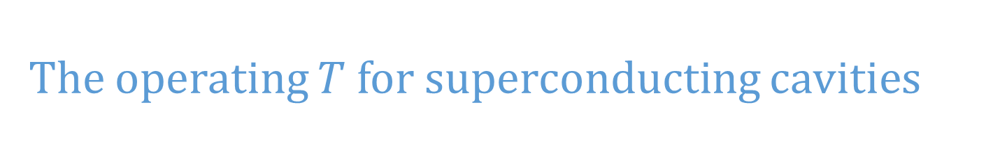 The operating T for superconducting cavities